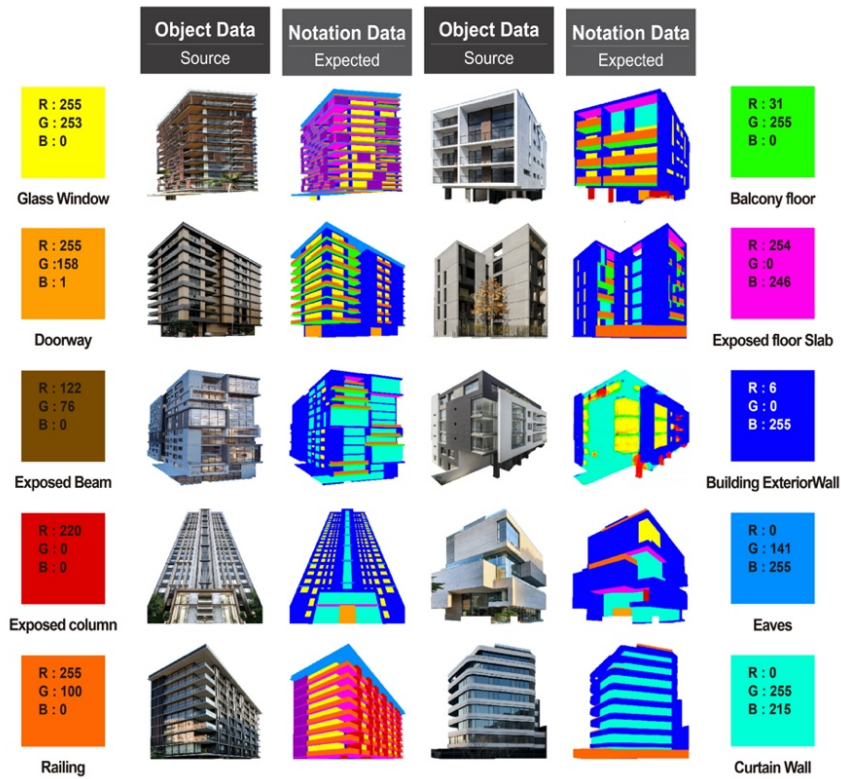 Object Data
Source
Notation Data
Expected
Object Data
Source
Notation Data
Expected
R : 255
G : 253
B : 0
Glass Window
R : 31
G : 255
B : 0
Balcony floor
R : 255
G :158
B : 1
Doorway
R : 254
G :0
B : 246
Exposed floor Slab
R : 122
G : 76
B : 0
Exposed Beam
R : 6
G : 0
B : 255
Building ExteriorWall
R : 220
G : 0
B : 0
Exposed column
R : 0
G : 141
B : 255
Eaves
R : 255
G : 100
B : 0
Railing
R : 0
G : 255
B : 215
Curtain Wall